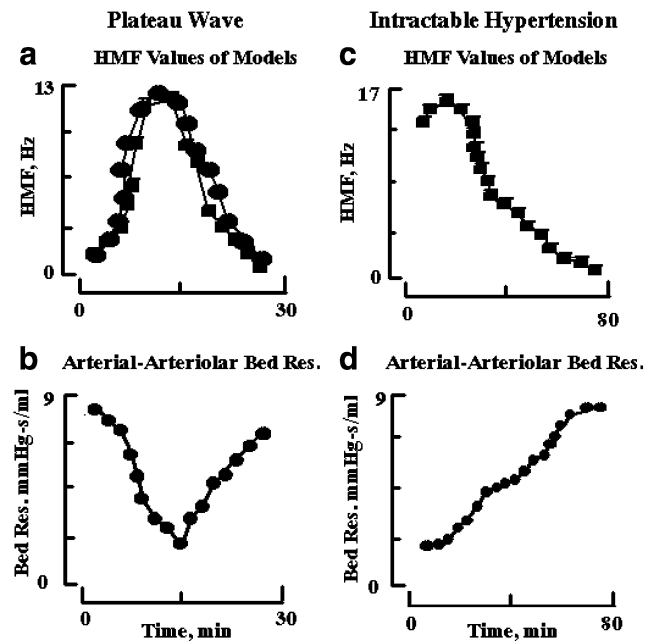 Plateau Wave
Intractable Hypertension
a HMF Values of Models
13
HMF, Hz
0
0 30
c HMF Values of Models
17
HMF, Hz
0
0 80
b Arterial-Arteriolar Bed Res.
9
Bed Res. mmHg-s/ml
0
0 30
Time, min
d Arterial-Arteriolar Bed Res.
9
Bed Res. mmHg-s/ml
0
0 80
Time, min